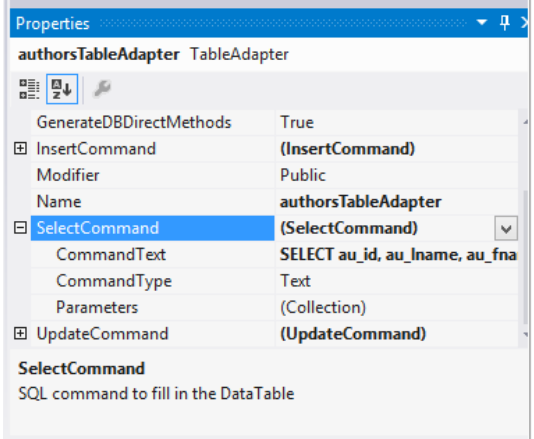 Properties
authorsTableAdapter TableAdapter
GenerateDBDirectMethods True
InsertCommand (InsertCommand)
Modifier Public
Name authorsTableAdapter
SelectCommand (SelectCommand)
CommandText SELECT au_id, au_lname, au_fnai
CommandType Text
Parameters (Collection)
UpdateCommand (UpdateCommand)
SelectCommand
SQL command to fill in the DataTable